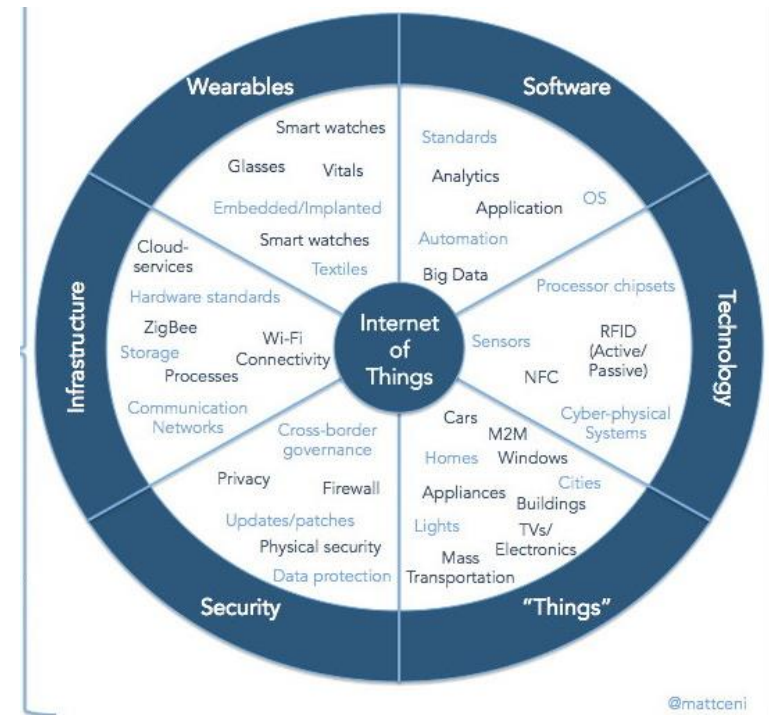 Wearables
Smart watches
Glasses
Vitals
Embedded/Implanted
Smart watches
Textiles
Software
Standards
Analytics
Application
OS
Automation
Big Data
Technology
Processor chipsets
Sensors
RFID
(Active/
Passive)
NFC
Cyber-physical
Systems
"Things"
Cars
M2M
Homes
Windows
Cities
Appliances
Buildings
Lights
TVs/
Electronics
Mass
Transportation
Security
Cross-border
governance
Privacy
Firewall
Updates/patches
Physical security
Data protection
Infrastructure
Cloud-
services
Hardware standards
ZigBee
Wi-Fi
Connectivity
Storage
Processes
Communication
Networks
Internet
of
Things
@mattceni